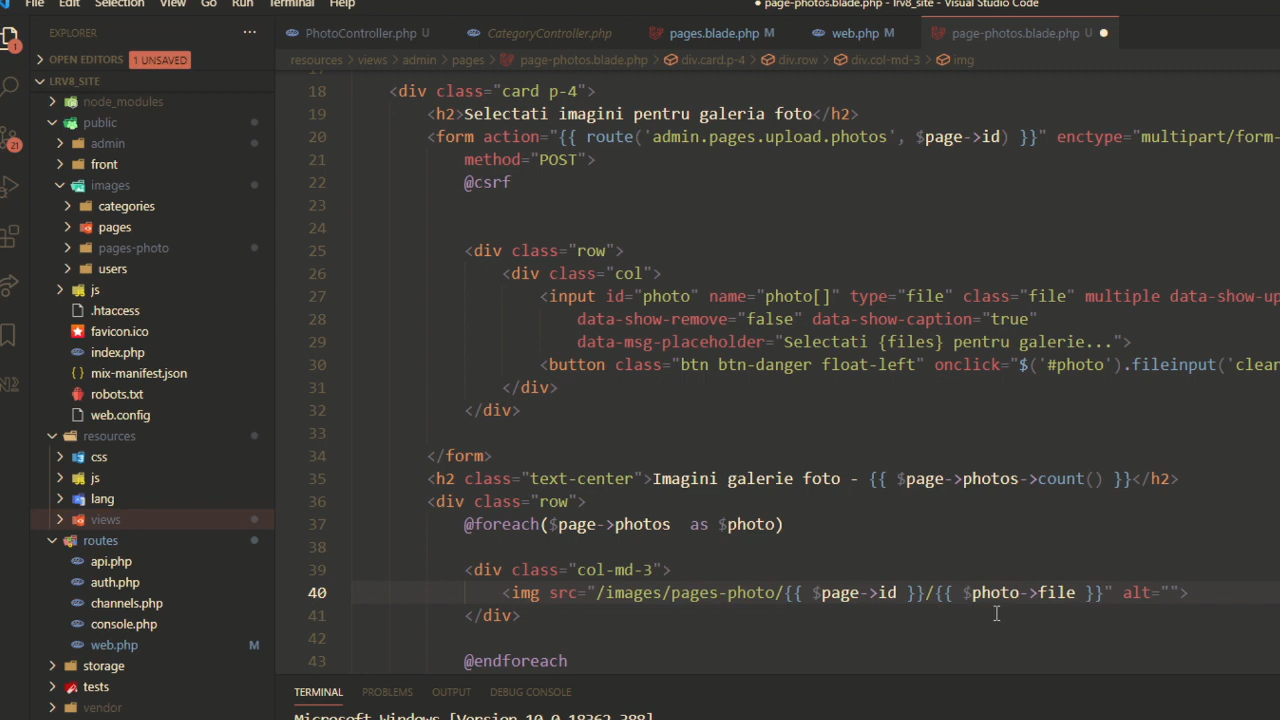 File Edit Selection View Go Run Terminal Help
● page-photos.blade.php - lrv8_site - Visual Studio Code
EXPLORER ···
PhotoController.php U
CategoryController.php
pages.blade.php M
web.php M
page-photos.blade.php U ●
OPEN EDITORS 1 UNSAVED
resources > views > admin > pages > page-photos.blade.php > div.card.p-4 > div.row > div.col-md-3 > img
LRV8_SITE
node_modules
public
admin
front
images
categories
pages
pages-photo
users
js
.htaccess
favicon.ico
index.php
mix-manifest.json
robots.txt
web.config
resources
css
js
lang
views
routes
api.php
auth.php
channels.php
console.php
web.php M
storage
tests
vendor
1
21
18 <div class="card p-4">
19 <h2>Selectati imagini pentru galeria foto</h2>
20 <form action="{{ route('admin.pages.upload.photos', $page->id) }}" enctype="multipart/form-
21 method="POST">
22 @csrf
23
24
25 <div class="row">
26 <div class="col">
27 <input id="photo" name="photo[]" type="file" class="file" multiple data-show-up
28 data-show-remove="false" data-show-caption="true"
29 data-msg-placeholder="Selectati {files} pentru galerie...">
30 <button class="btn btn-danger float-left" onclick="$('#photo').fileinput('clear
31 </div>
32 </div>
33
34 </form>
35 <h2 class="text-center">Imagini galerie foto - {{ $page->photos->count() }}</h2>
36 <div class="row">
37 @foreach($page->photos  as $photo)
38
39 <div class="col-md-3">
40 <img src="/images/pages-photo/{{ $page->id }}/{{ $photo->file }}" alt="">
41 </div>
42
43 @endforeach
TERMINAL PROBLEMS OUTPUT DEBUG CONSOLE
Microsoft Windows [Version 10.0.18362.388]